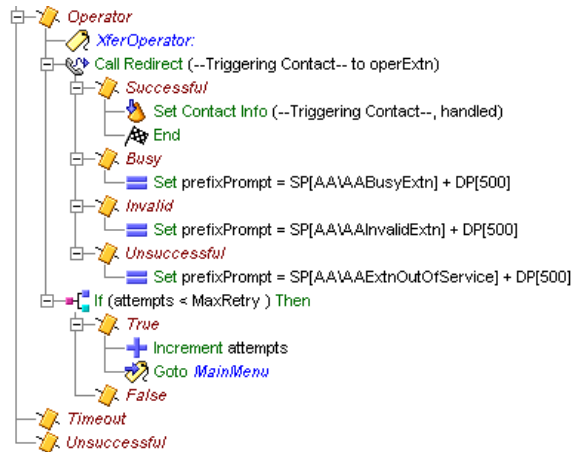 Operator
XferOperator:
Call Redirect (--Triggering Contact-- to operExtn)
Successful
Set Contact Info (--Triggering Contact--, handled)
End
Busy
Set prefixPrompt = SP[AA\AABusyExtn] + DP[500]
Invalid
Set prefixPrompt = SP[AA\AAInvalidExtn] + DP[500]
Unsuccessful
Set prefixPrompt = SP[AA\AAExtnOutOfService] + DP[500]
If (attempts < MaxRetry ) Then
True
Increment attempts
Goto MainMenu
False
Timeout
Unsuccessful